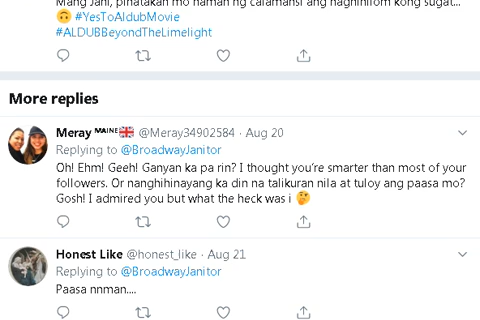 Mang Jani, pinatakan mo naman ng calamansi ang naghihilom kong sugat...
🙃 #YesToAldubMovie
#ALDUBBeyondTheLimelight
More replies
Meray ᴹᴬᴵᴺᴱ🇬🇧 @Meray34902584 · Aug 20
Replying to @BroadwayJanitor
Oh! Ehm! Geeh! Ganyan ka pa rin? I thought you're smarter than most of your
followers. Or nanghihinayang ka din na talikuran nila at tuloy ang paasa mo?
Gosh! I admired you but what the heck was i 🤔
Honest Like @honest_like · Aug 21
Replying to @BroadwayJanitor
Paasa nnman....